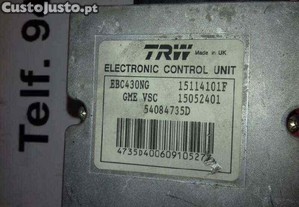 CustoJusto.pt
Telf. 9
TRW Made in UK
ELECTRONIC CONTROL UNIT
EBC430NG 15114101F
GME VSC 15052401
54084735D